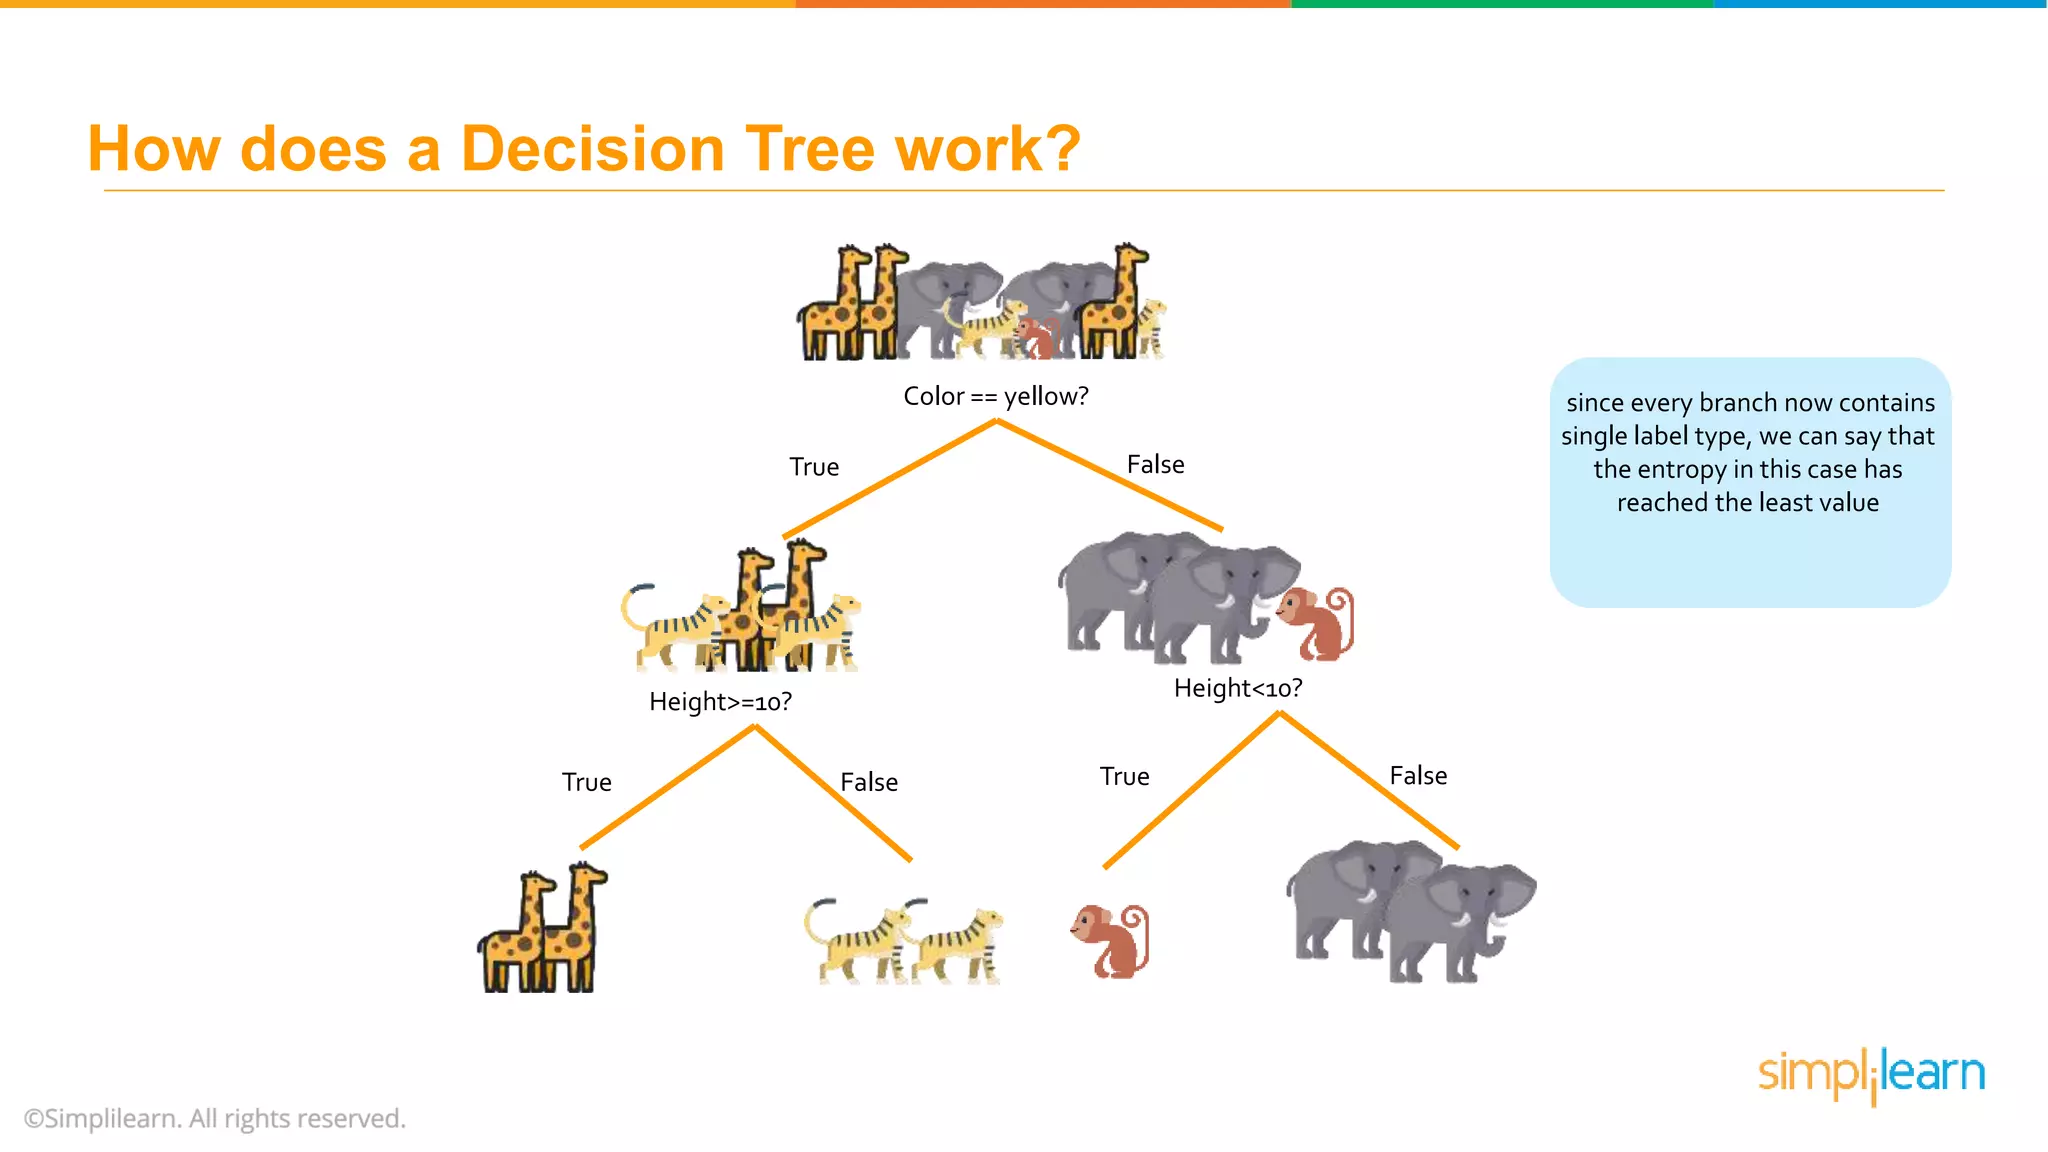 How does a Decision Tree work?
Color == yellow?
True
False
since every branch now contains
single label type, we can say that
the entropy in this case has
reached the least value
Height>=10?
Height<10?
True
False
True
False
simplilearn
©Simplilearn. All rights reserved.